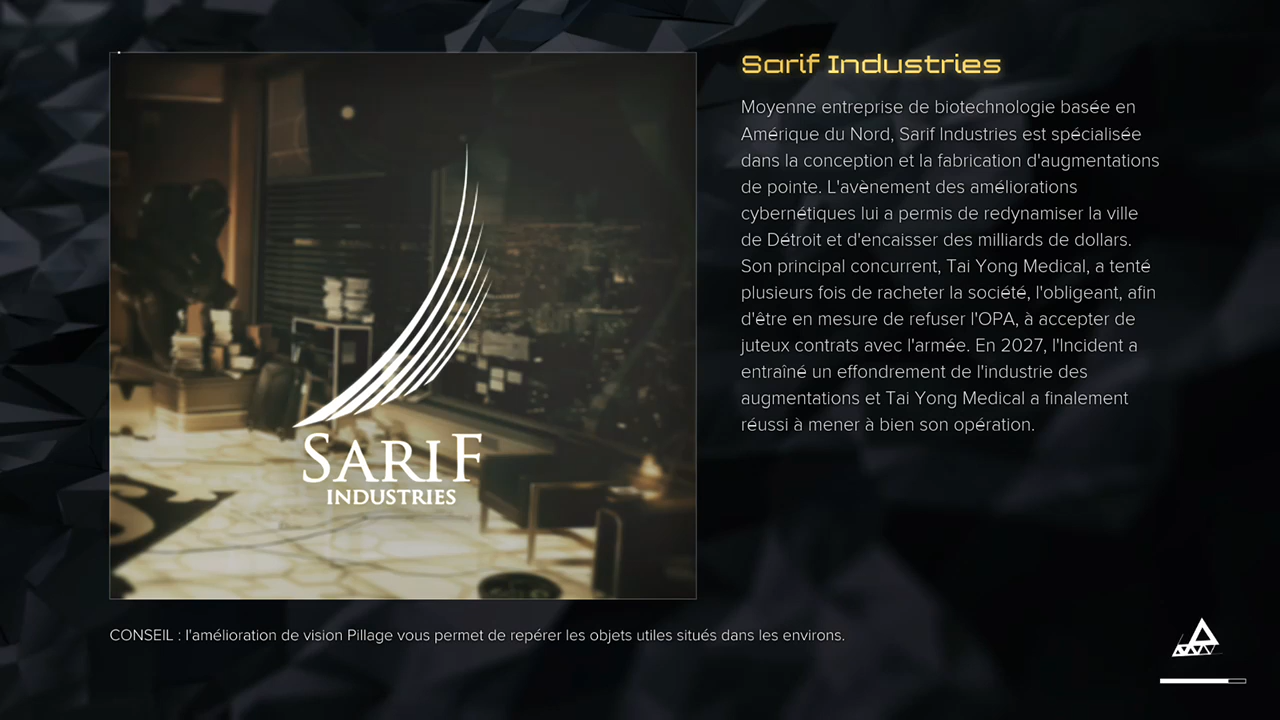 Sarif Industries
Moyenne entreprise de biotechnologie basée en
Amérique du Nord, Sarif Industries est spécialisée
dans la conception et la fabrication d'augmentations
de pointe. L'avènement des améliorations
cybernétiques lui a permis de redynamiser la ville
de Détroit et d'encaisser des milliards de dollars.
Son principal concurrent, Tai Yong Medical, a tenté
plusieurs fois de racheter la société, l'obligeant, afin
d'être en mesure de refuser l'OPA, à accepter de
juteux contrats avec l'armée. En 2027, l'Incident a
entraîné un effondrement de l'industrie des
augmentations et Tai Yong Medical a finalement
réussi à mener à bien son opération.
SARIF
INDUSTRIES
CONSEIL : l'amélioration de vision Pillage vous permet de repérer les objets utiles situés dans les environs.